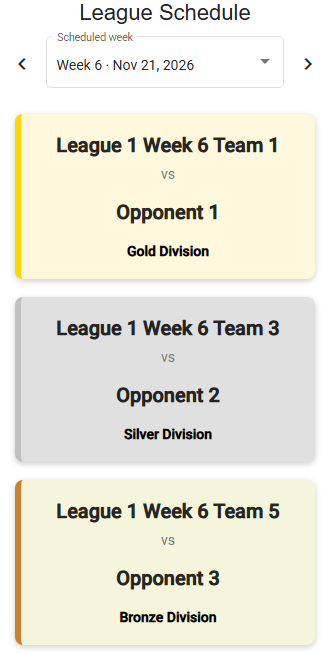 League Schedule
Scheduled week
Week 6 · Nov 21, 2026
League 1 Week 6 Team 1
vs
Opponent 1
Gold Division
League 1 Week 6 Team 3
vs
Opponent 2
Silver Division
League 1 Week 6 Team 5
vs
Opponent 3
Bronze Division